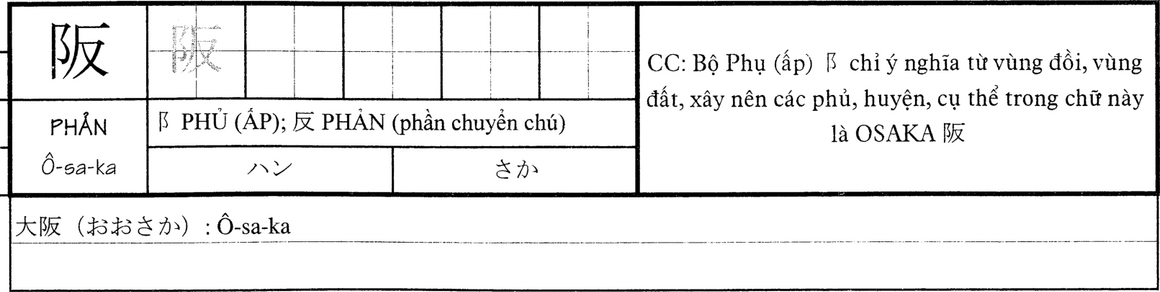 阪 阪
PHẢN
Ô-sa-ka
阝 PHỦ (ẤP); 反 PHẢN (phần chuyển chú)
ハン さか
CC: Bộ Phụ (ấp) 阝 chỉ ý nghĩa từ vùng đồi, vùng
đất, xây nên các phủ, huyện, cụ thể trong chữ này
là OSAKA 阪
大阪（おおさか）: Ô-sa-ka